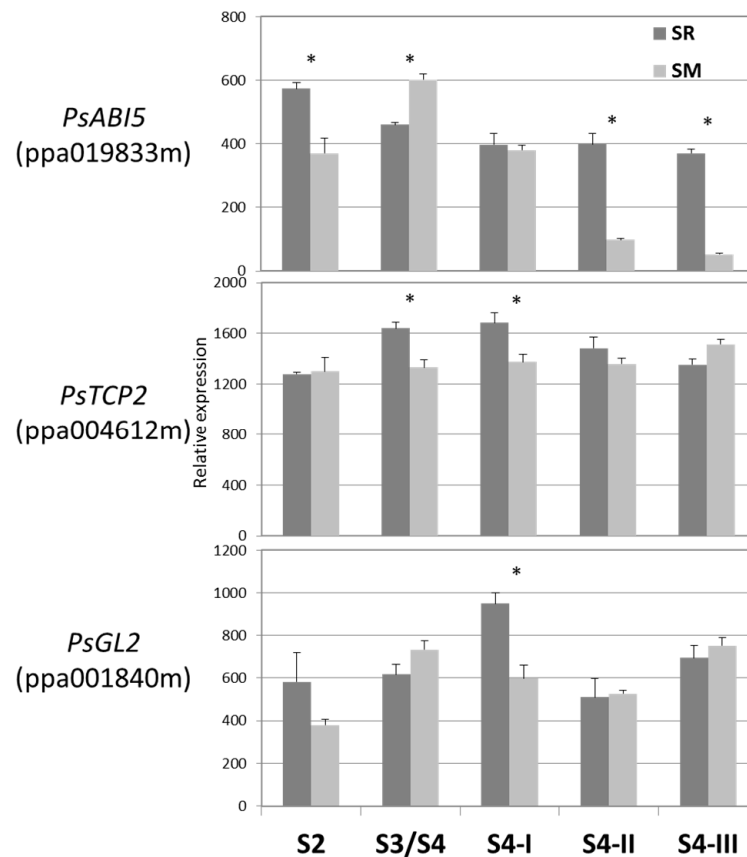 SR
SM
*
*
*
*
800
600
400
200
0
PsABI5
(ppa019833m)
*
*
2000
1600
1200
800
400
0
Relative expression
PsTCP2
(ppa004612m)
*
1200
1000
800
600
400
200
0
PsGL2
(ppa001840m)
S2 S3/S4 S4-I S4-II S4-III